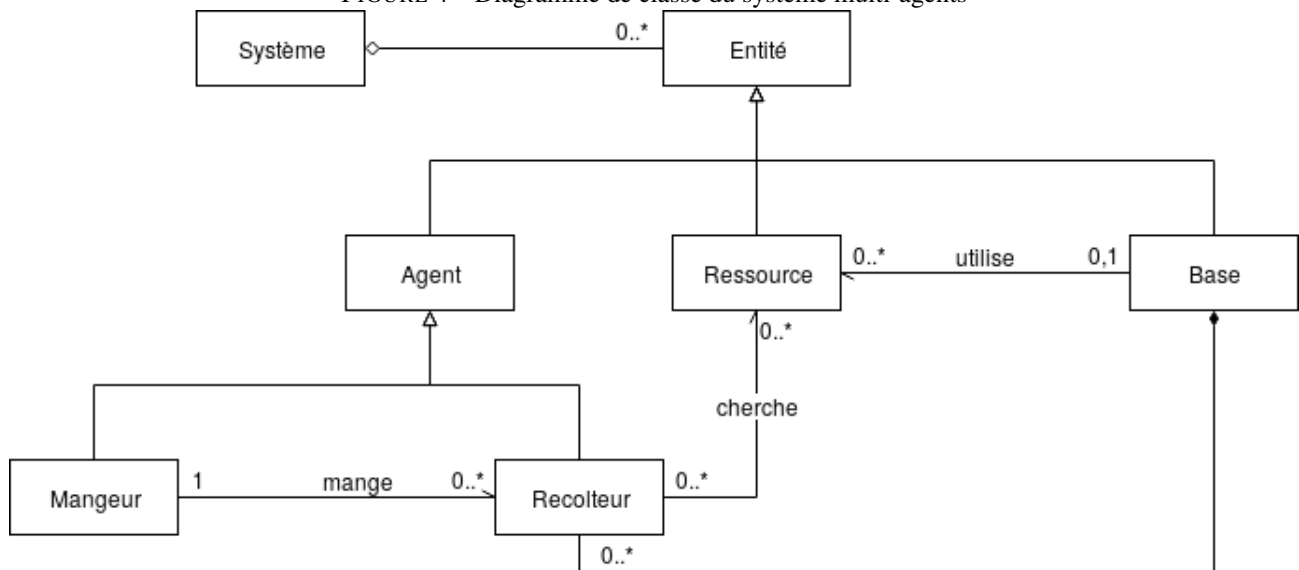 FIGURE 4 – Diagramme de classe du système multi-agents
Système
0..*
Entité
Agent
Ressource
0..*
utilise
0,1
Base
0..*
cherche
Mangeur
1
mange
0..*
Recolteur
0..*
0..*